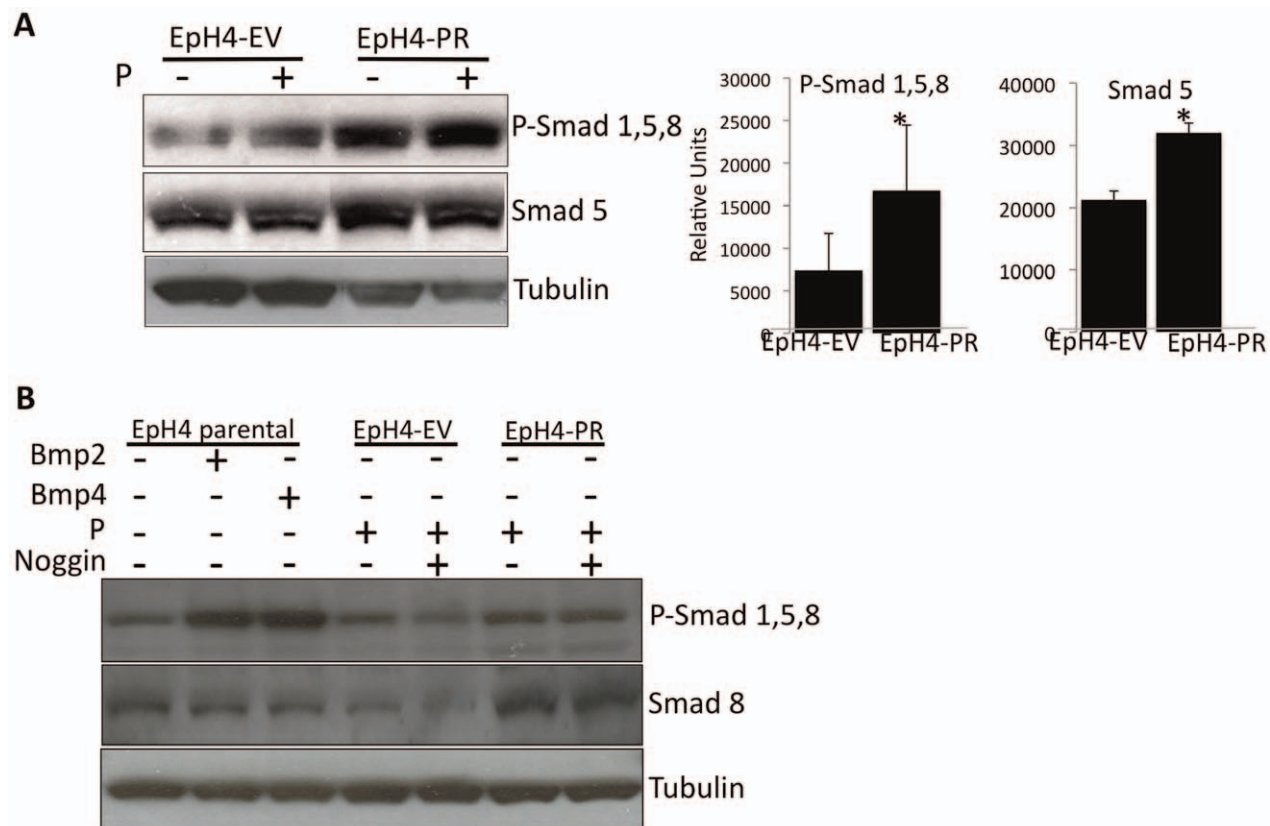 A
EpH4-EV EpH4-PR
P - + - +
P-Smad 1,5,8
Smad 5
Tubulin
P-Smad 1,5,8
Relative Units
30000
25000
20000
15000
10000
5000
0
EpH4-EV EpH4-PR
Smad 5
40000
30000
20000
10000
0
EpH4-EV EpH4-PR
* *
B
EpH4 parental EpH4-EV EpH4-PR
Bmp2 - + - - - - -
Bmp4 - - + - - - -
P - - - + + + +
Noggin - - - - + - +
P-Smad 1,5,8
Smad 8
Tubulin